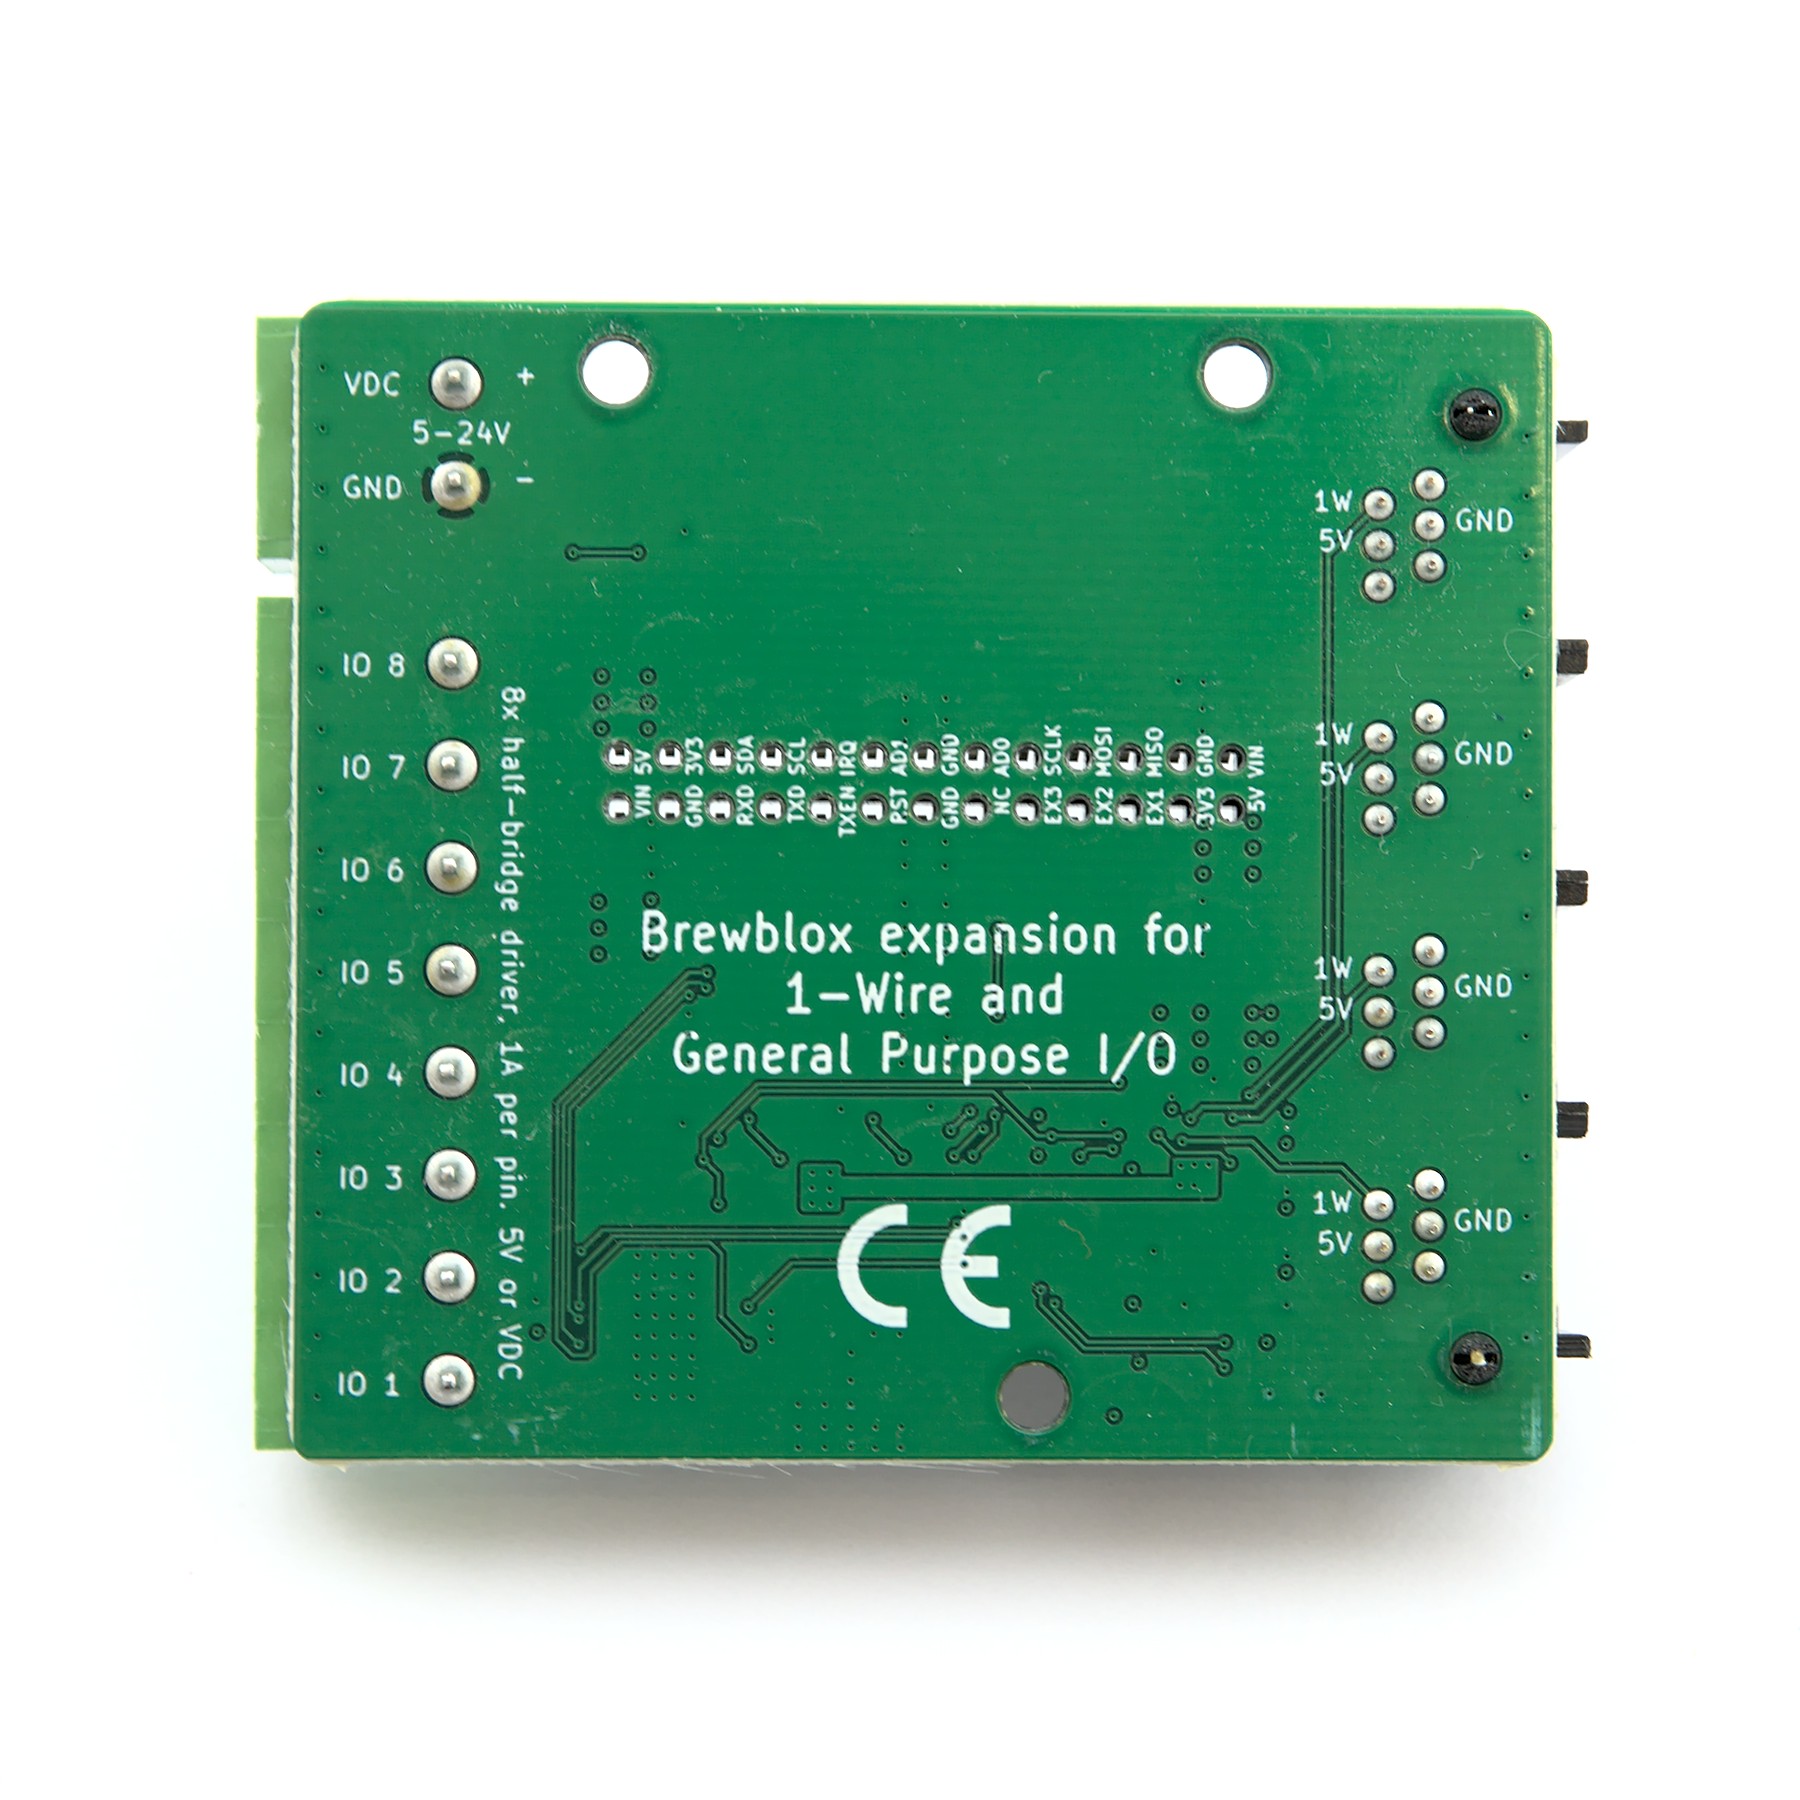 VDC +
5-24V
GND -
IO 8
IO 7
IO 6
IO 5
IO 4
IO 3
IO 2
IO 1
8x half-bridge driver, 1A per pin. 5V or VDC
5V 3V3 SDA SCL IRQ AD1 GND AD0 SCLK MOSI MISO GND VIN
VIN GND RXD TXD TXEN RST GND NC EX3 EX2 EX1 3V3 5V
Brewblox expansion for
1-Wire and
General Purpose I/O
CE
1W
5V
GND
1W
5V
GND
1W
5V
GND
1W
5V
GND